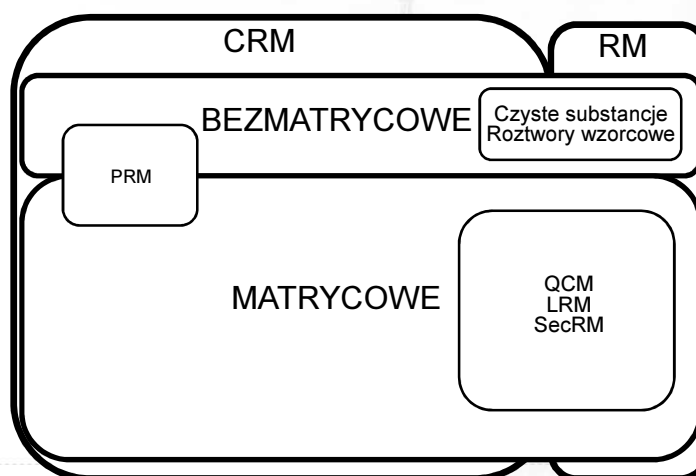 CRM
RM
BEZMATRYCOWE
Czyste substancje
Roztwory wzorcowe
PRM
MATRYCOWE
QCM
LRM
SecRM